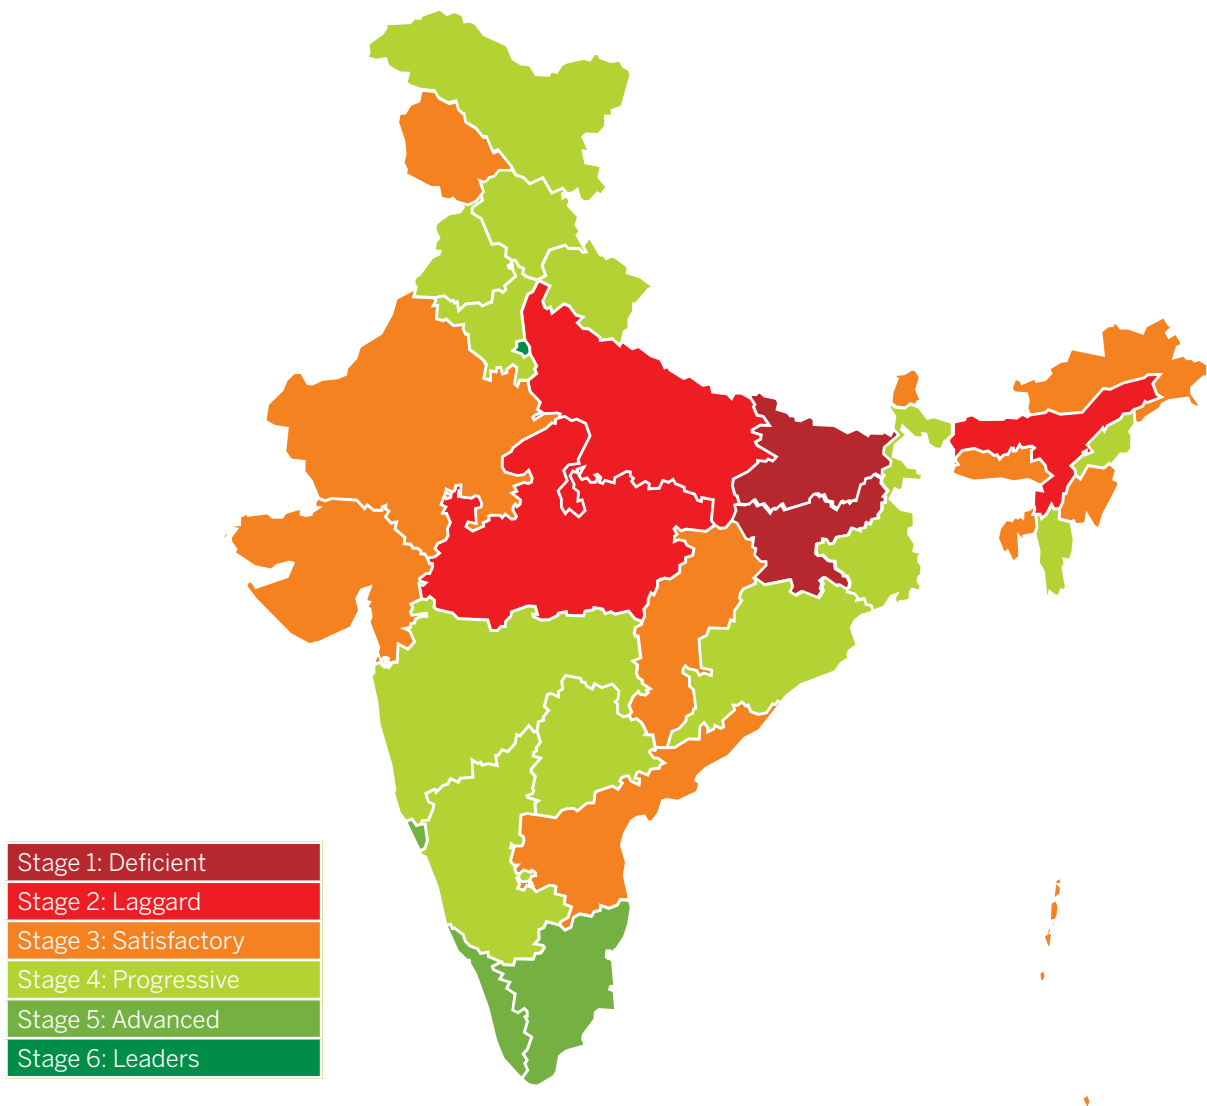 Stage 1: Deficient
Stage 2: Laggard
Stage 3: Satisfactory
Stage 4: Progressive
Stage 5: Advanced
Stage 6: Leaders